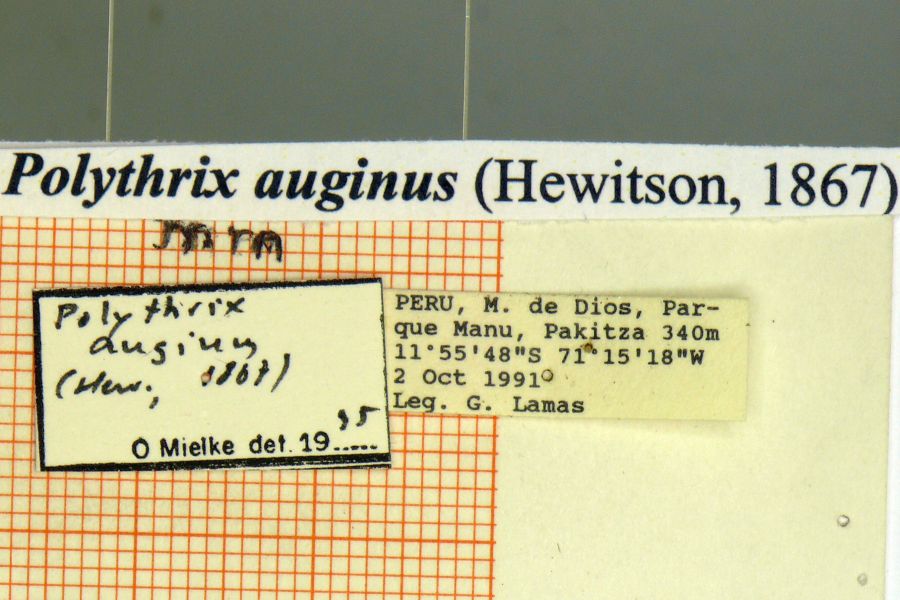 Polythrix auginus (Hewitson, 1867)
mm
Polythrix
auginus
(Hew., 1867)
O Mielke det. 1995
PERU, M. de Dios, Par-
que Manu, Pakitza 340m
11°55'48"S 71°15'18"W
2 Oct 1991
Leg. G. Lamas